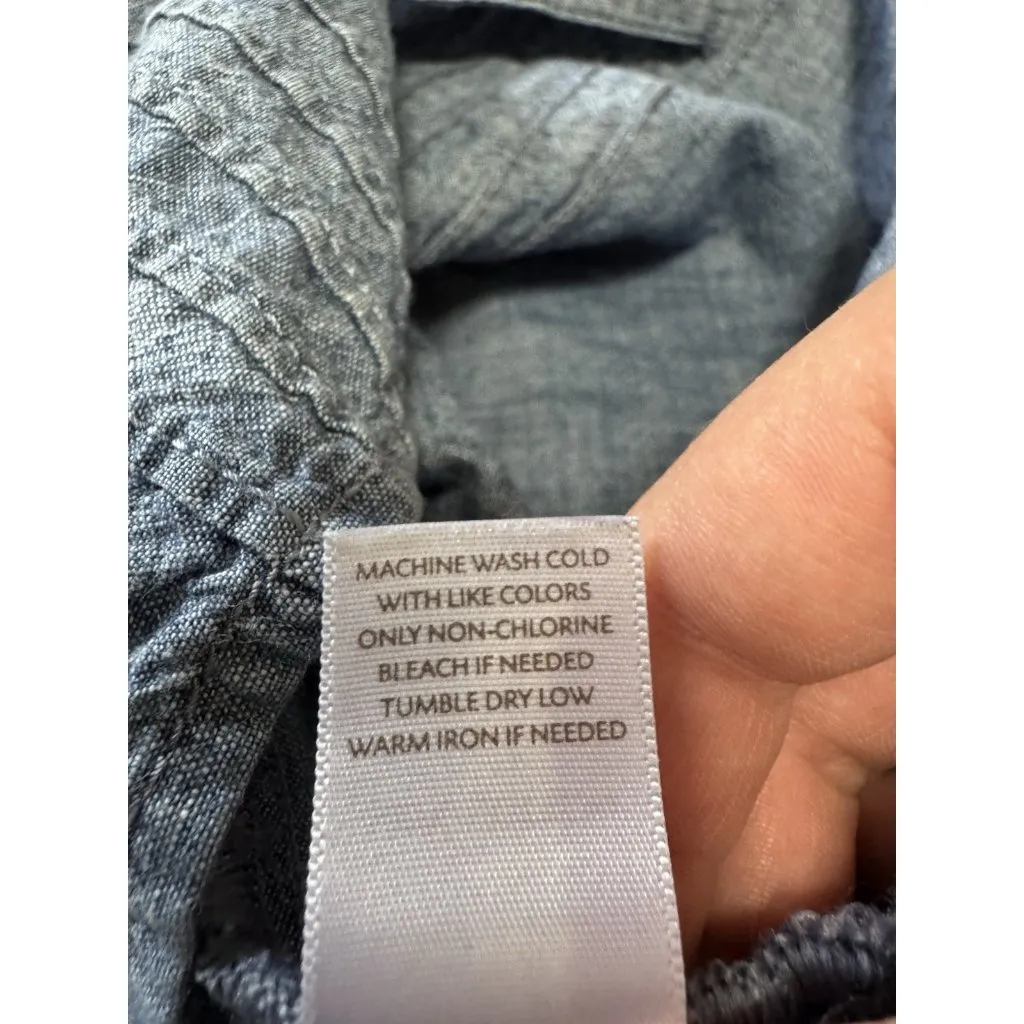 MACHINE WASH COLD
WITH LIKE COLORS
ONLY NON-CHLORINE
BLEACH IF NEEDED
TUMBLE DRY LOW
WARM IRON IF NEEDED